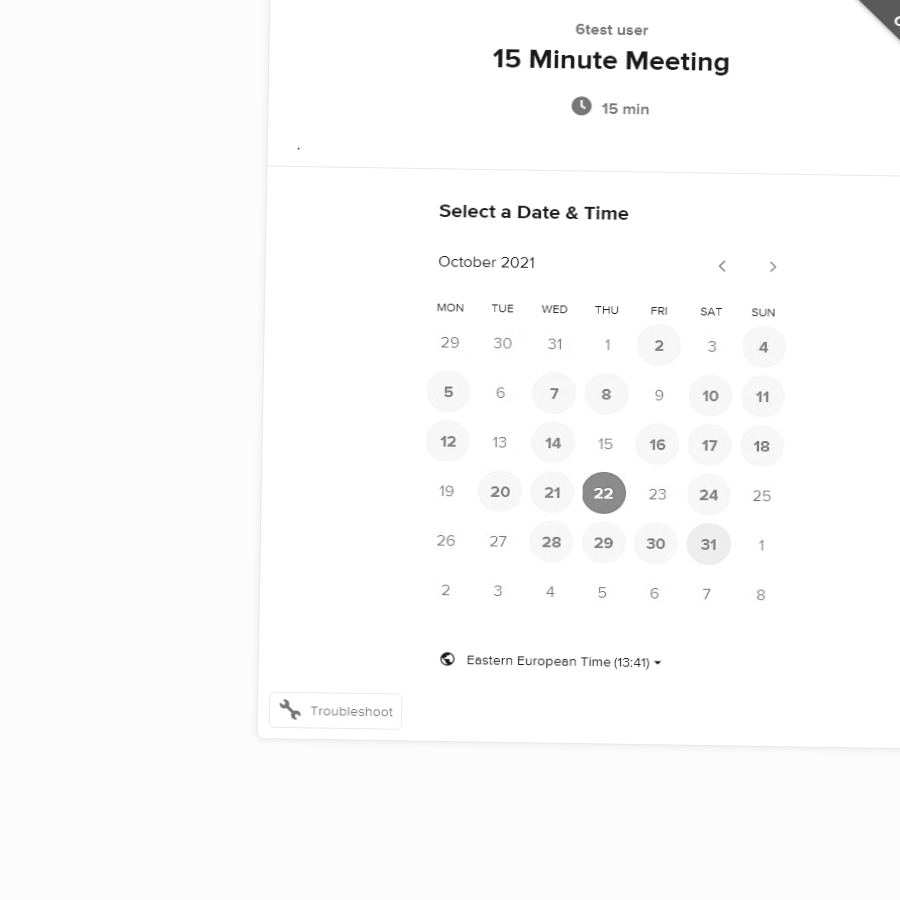 6test user
15 Minute Meeting
15 min
.
Select a Date & Time
October 2021
MON TUE WED THU FRI SAT SUN
29 30 31 1 2 3 4
5 6 7 8 9 10 11
12 13 14 15 16 17 18
19 20 21 22 23 24 25
26 27 28 29 30 31 1
2 3 4 5 6 7 8
Eastern European Time (13:41)
Troubleshoot